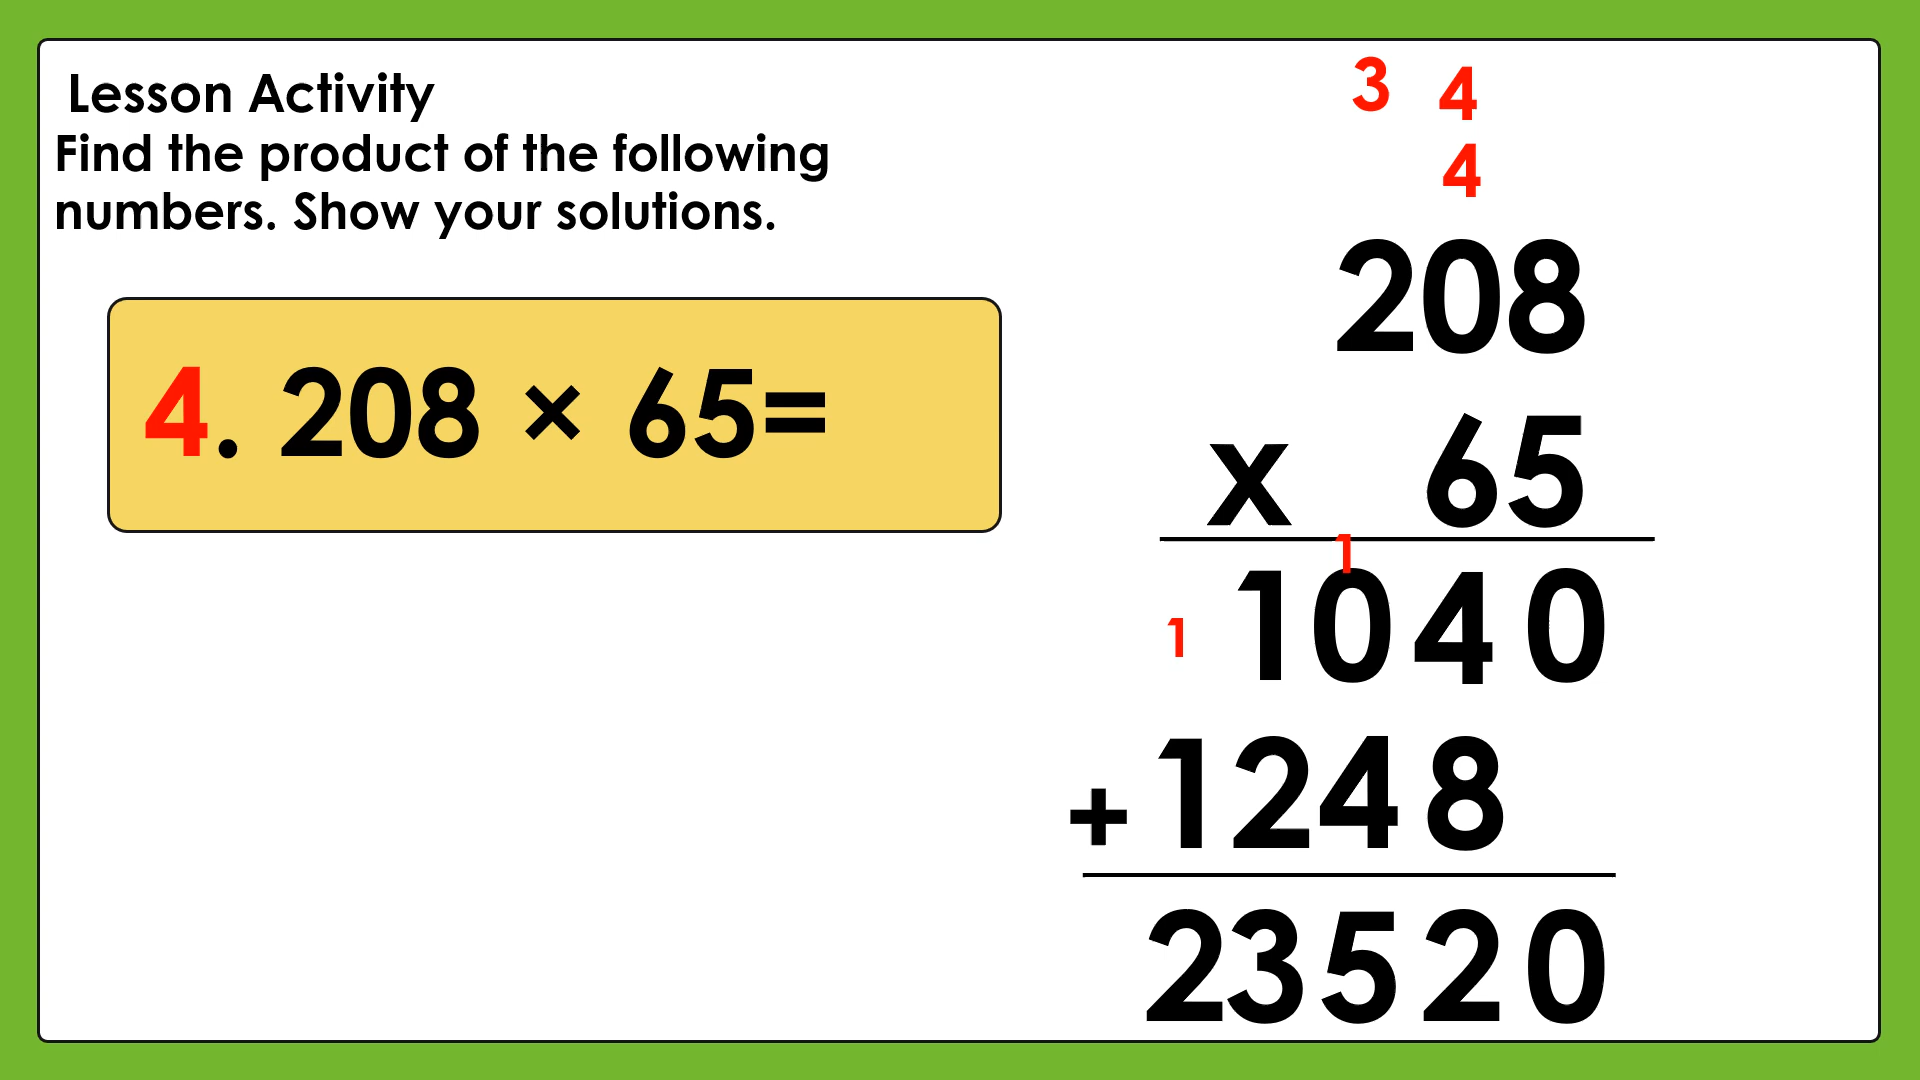 Lesson Activity
Find the product of the following
numbers. Show your solutions.
4. 208 × 65=
3 4
4
208
x 65
1
1040
1
+1248
23520